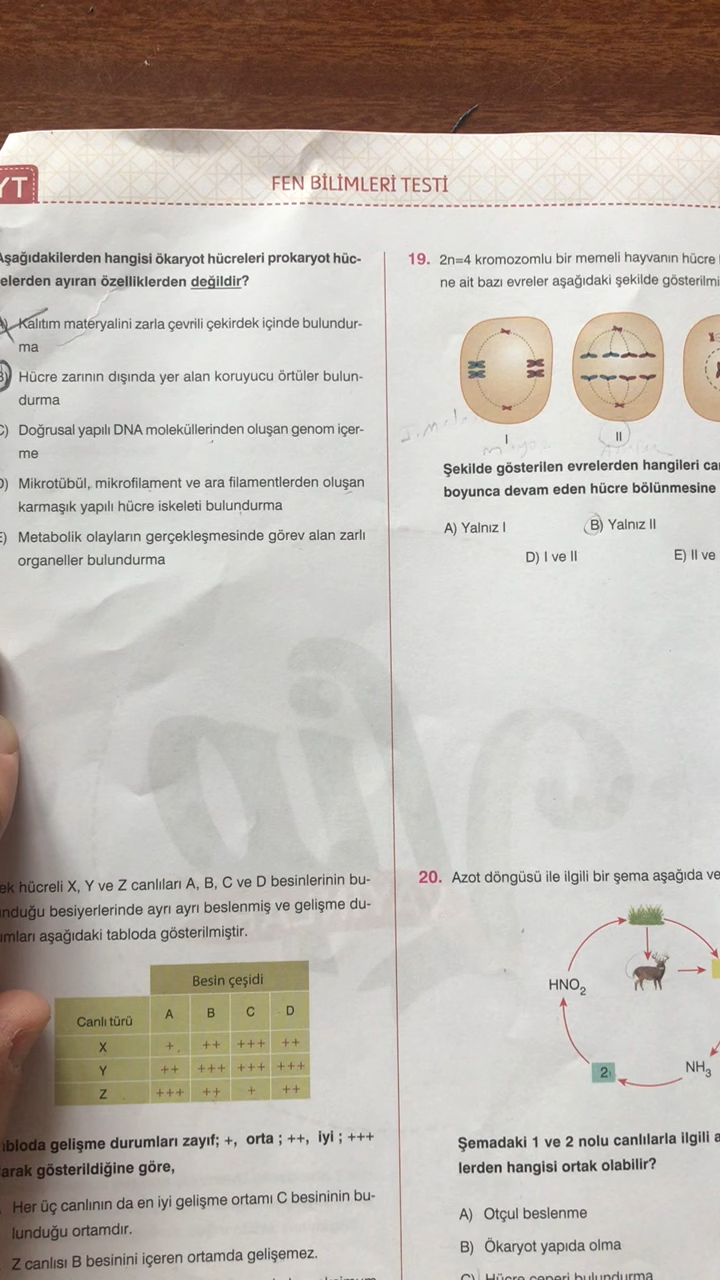 YT
FEN BİLİMLERİ TESTİ
Aşağıdakilerden hangisi ökaryot hücreleri prokaryot hüc-
elerden ayıran özelliklerden değildir?
Kalıtım materyalini zarla çevrili çekirdek içinde bulundur-
ma
B) Hücre zarının dışında yer alan koruyucu örtüler bulun-
durma
C) Doğrusal yapılı DNA moleküllerinden oluşan genom içer-
me
D) Mikrotübül, mikrofilament ve ara filamentlerden oluşan
karmaşık yapılı hücre iskeleti bulundurma
E) Metabolik olayların gerçekleşmesinde görev alan zarlı
organeller bulundurma
ek hücreli X, Y ve Z canlıları A, B, C ve D besinlerinin bu-
nduğu besiyerlerinde ayrı ayrı beslenmiş ve gelişme du-
umları aşağıdaki tabloda gösterilmiştir.
Besin çeşidi
Canlı türü A B C D
X + ++ +++ ++
Y ++ +++ +++ +++
Z +++ ++ + ++
abloda gelişme durumları zayıf; +, orta ; ++, iyi ; +++
larak gösterildiğine göre,
Her üç canlının da en iyi gelişme ortamı C besininin bu-
lunduğu ortamdır.
Z canlısı B besinini içeren ortamda gelişemez.
19. 2n=4 kromozomlu bir memeli hayvanın hücre
ne ait bazı evreler aşağıdaki şekilde gösterilmi
I
II
Şekilde gösterilen evrelerden hangileri ca
boyunca devam eden hücre bölünmesine
A) Yalnız I
B) Yalnız II
D) I ve II
E) II ve
20. Azot döngüsü ile ilgili bir şema aşağıda ve
HNO2
2
NH3
Şemadaki 1 ve 2 nolu canlılarla ilgili a
lerden hangisi ortak olabilir?
A) Otçul beslenme
B) Ökaryot yapıda olma
C) Hücre çeperi bulundurma